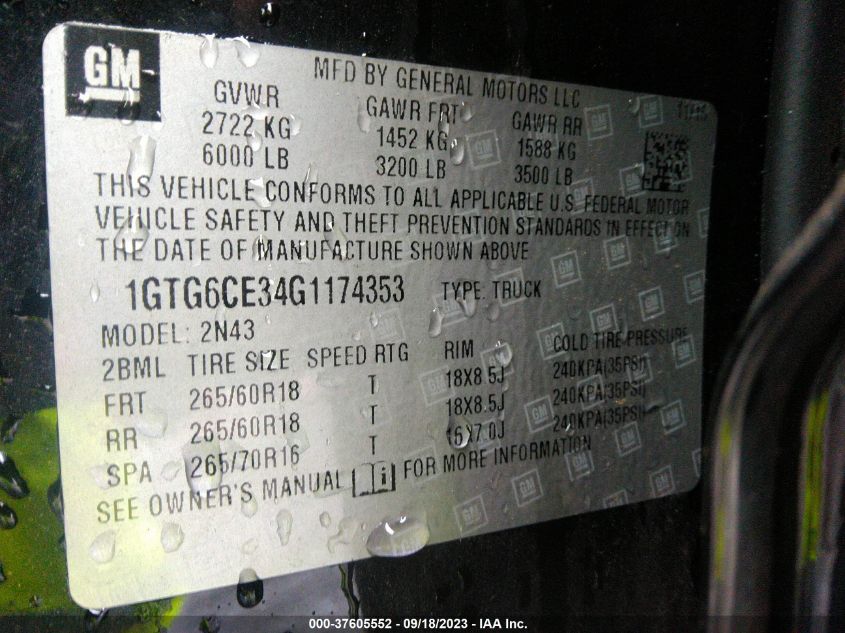 GM
MFD BY GENERAL MOTORS LLC
GVWR GAWR FRT GAWR RR
2722 KG 1452 KG 1588 KG
6000 LB 3200 LB 3500 LB
THIS VEHICLE CONFORMS TO ALL APPLICABLE U.S. FEDERAL MOTOR
VEHICLE SAFETY AND THEFT PREVENTION STANDARDS IN EFFECT ON
THE DATE OF MANUFACTURE SHOWN ABOVE
1GTG6CE34G1174353 TYPE: TRUCK
MODEL: 2N43
2BML TIRE SIZE SPEED RTG RIM COLD TIRE PRESSURE
FRT 265/60R18 T 18X8.5J 240KPA(35PSI)
RR 265/60R18 T 18X8.5J 240KPA(35PSI)
SPA 265/70R16 T 240KPA(35PSI)
SEE OWNER'S MANUAL i FOR MORE INFORMATION
000-37605552 - 09/18/2023 - IAA Inc.